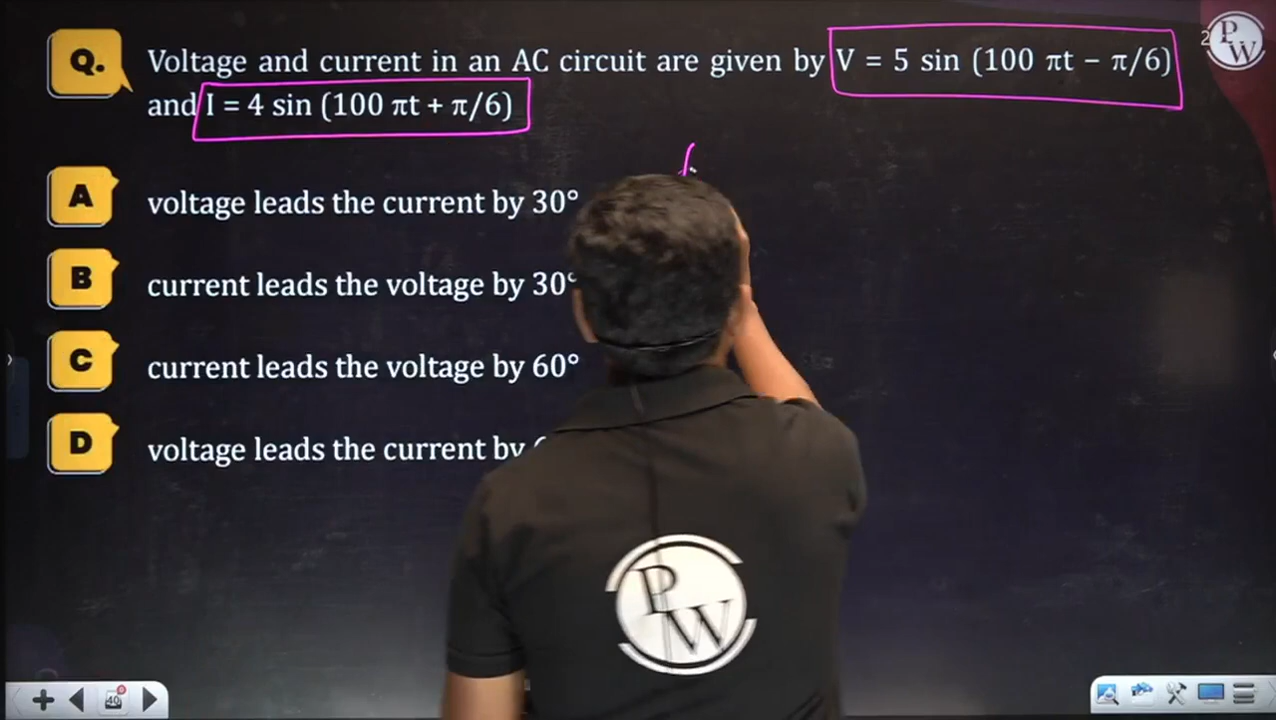 Q. Voltage and current in an AC circuit are given by V = 5 sin (100 πt − π/6)
and I = 4 sin (100 πt + π/6)
A voltage leads the current by 30°
B current leads the voltage by 30°
C current leads the voltage by 60°
D voltage leads the current by
PW
2
PW
40